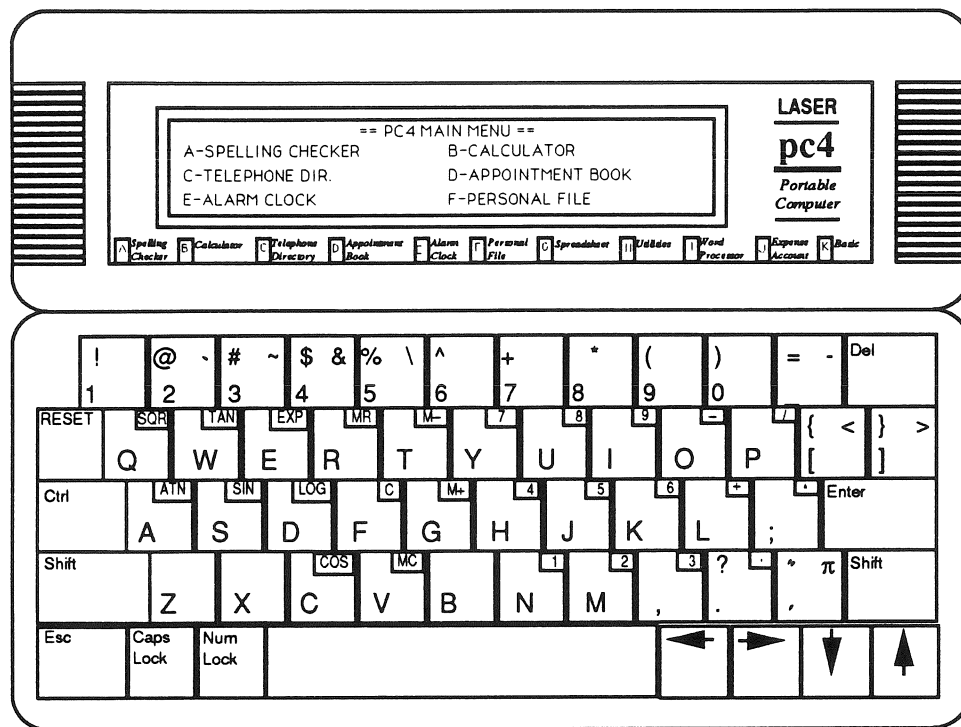 LASER
pc4
Portable
Computer
== PC4 MAIN MENU ==
A-SPELLING CHECKER B-CALCULATOR
C-TELEPHONE DIR. D-APPOINTMENT BOOK
E-ALARM CLOCK F-PERSONAL FILE
A Spelling Checker B Calculator C Telephone Directory D Appointment Book E Alarm Clock F Personal File G Spreadsheet H Utilities I Word Processor J Expense Account K Basic
! @ ` # ~ $ & % \ ^ + * ( ) = - Del
1 2 3 4 5 6 7 8 9 0
RESET SQR TAN EXP MR M- 7 8 9 - / { < } >
Q W E R T Y U I O P [ ]
Ctrl ATN SIN LOG C M+ 4 5 6 + * Enter
A S D F G H J K L ;
Shift COS MC 1 2 3 ? . " π Shift
Z X C V B N M , . '
Esc Caps Lock Num Lock